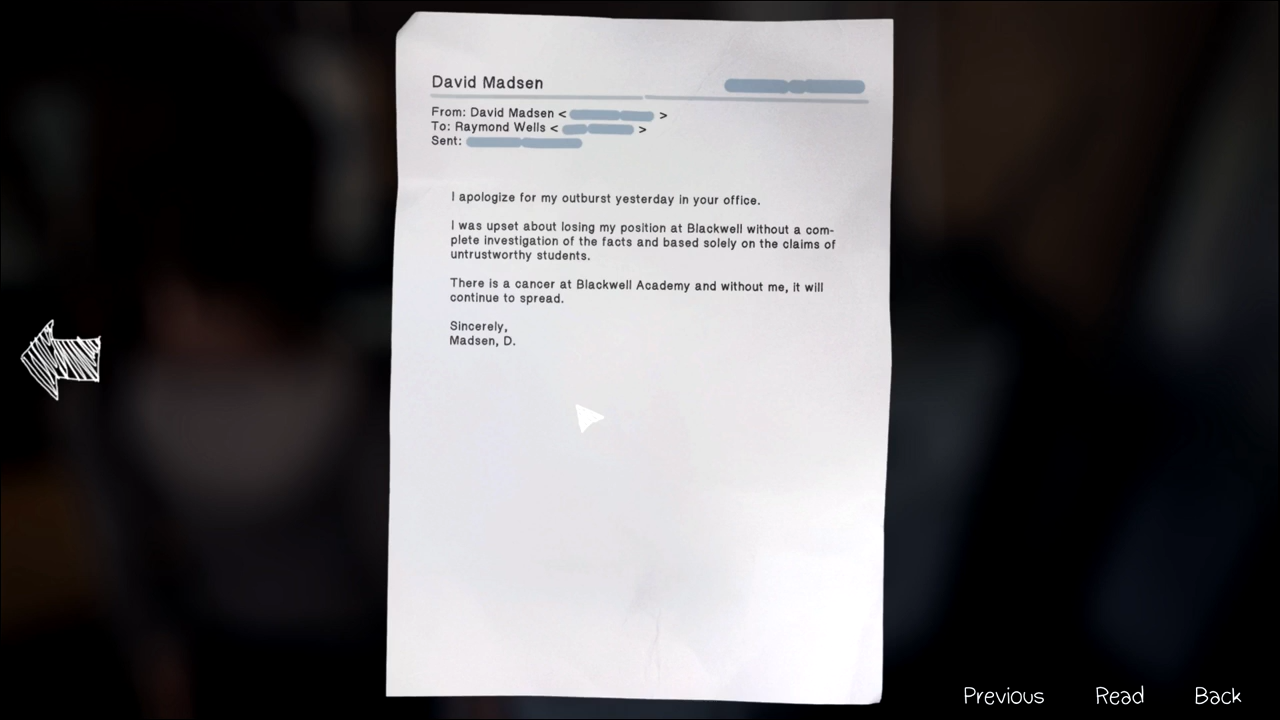 David Madsen
From: David Madsen < >
To: Raymond Wells < >
Sent:
I apologize for my outburst yesterday in your office.
I was upset about losing my position at Blackwell without a com-
plete investigation of the facts and based solely on the claims of
untrustworthy students.
There is a cancer at Blackwell Academy and without me, it will
continue to spread.
Sincerely,
Madsen, D.
Previous Read Back